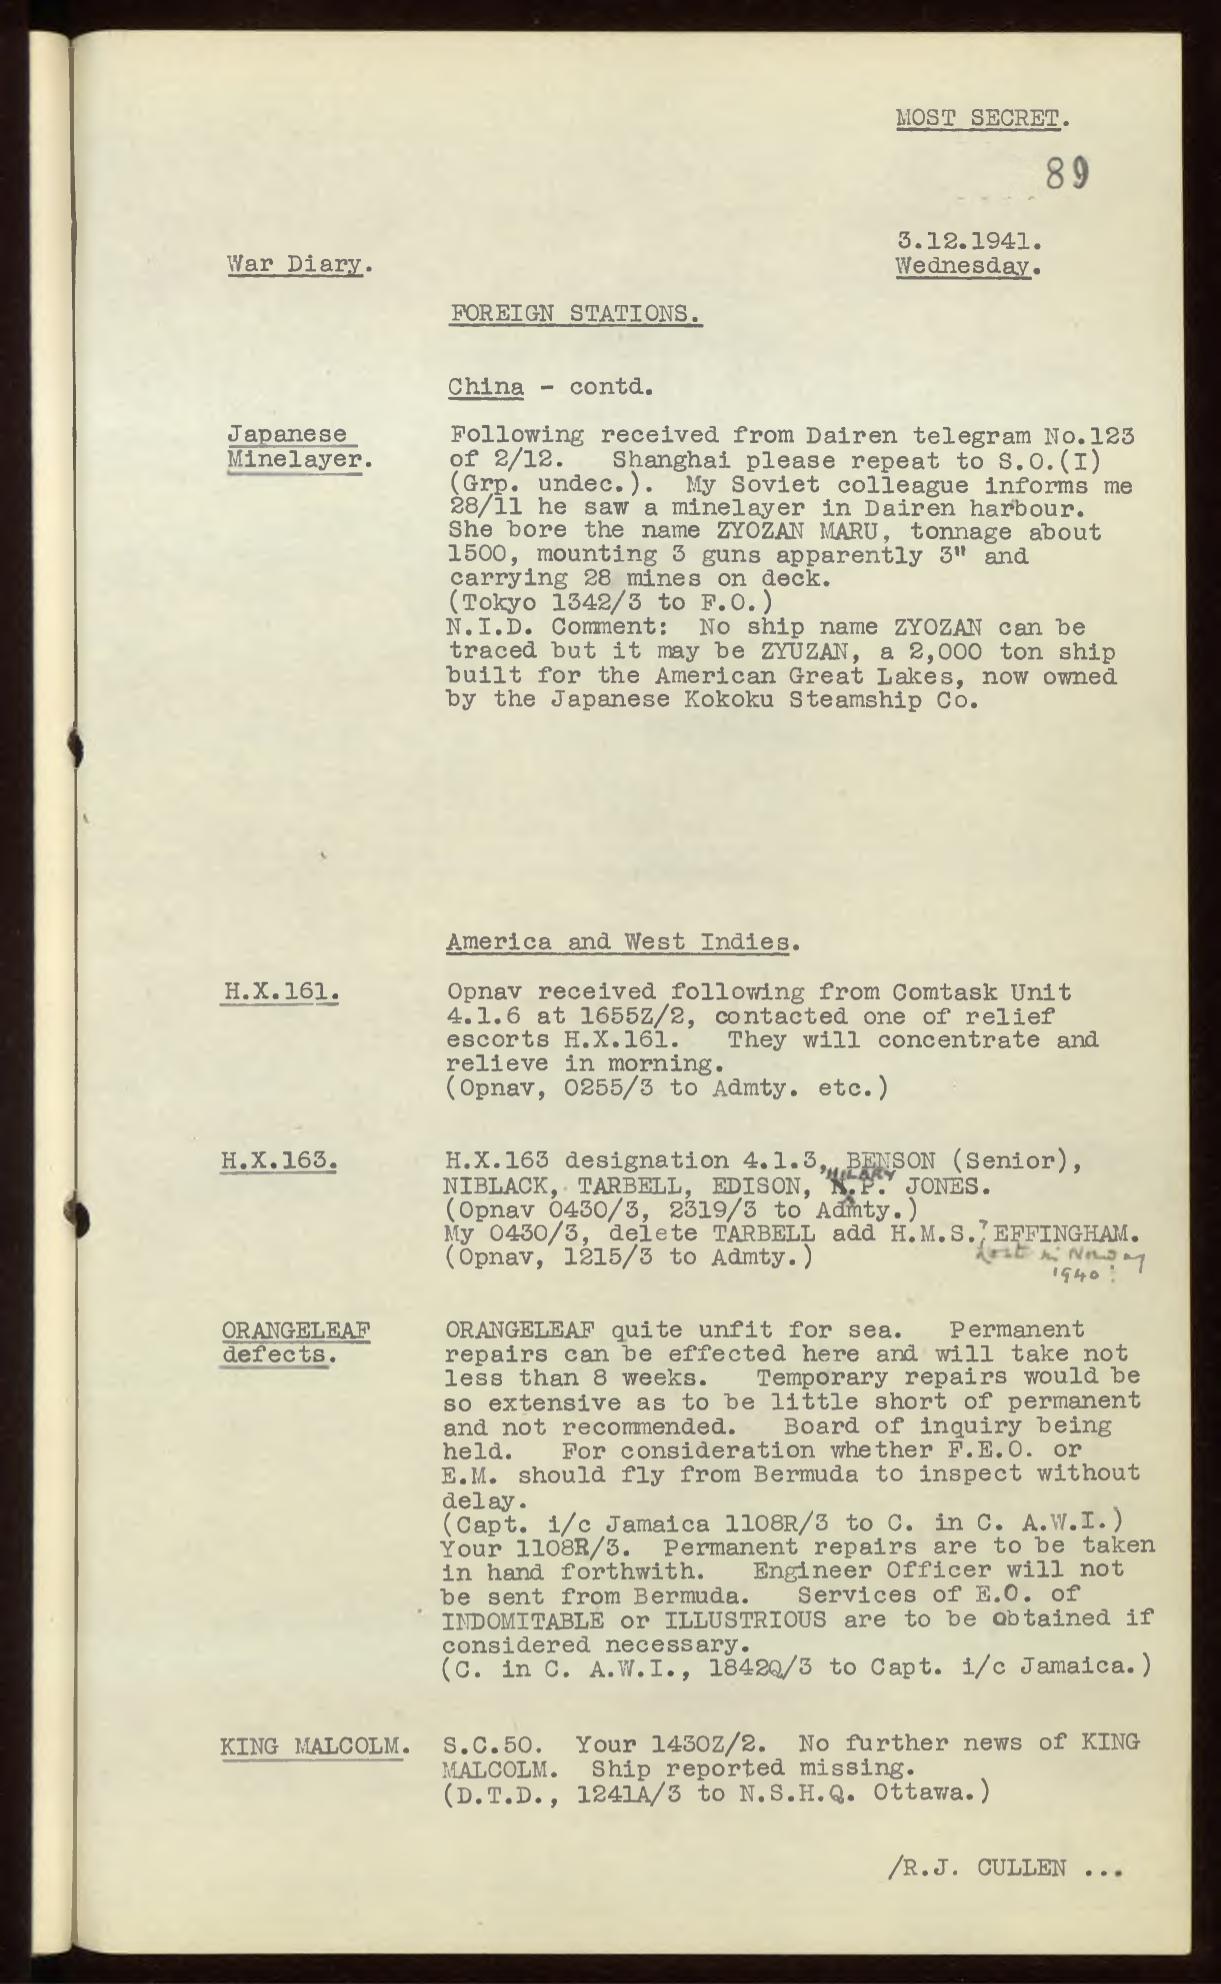 MOST SECRET.
89
3.12.1941.
War Diary.
Wednesday.
FOREIGN STATIONS.
China - contd.
Japanese
Minelayer.
Following received from Dairen telegram No.123
of 2/12. Shanghai please repeat to S.O.(I)
(Grp. undec.). My Soviet colleague informs me
28/11 he saw a minelayer in Dairen harbour.
She bore the name ZYOZAN MARU, tonnage about
1500, mounting 3 guns apparently 3" and
carrying 28 mines on deck.
(Tokyo 1342/3 to F.O.)
N.I.D. Comment: No ship name ZYOZAN can be
traced but it may be ZYUZAN, a 2,000 ton ship
built for the American Great Lakes, now owned
by the Japanese Kokoku Steamship Co.
America and West Indies.
H.X.161.
Opnav received following from Comtask Unit
4.1.6 at 1655Z/2, contacted one of relief
escorts H.X.161. They will concentrate and
relieve in morning.
(Opnav, 0255/3 to Admty. etc.)
H.X.163.
H.X.163 designation 4.1.3, BENSON (Senior),
HILARY
NIBLACK, TARBELL, EDISON, N.P. JONES.
(Opnav 0430/3, 2319/3 to Admty.)
My 0430/3, delete TARBELL add H.M.S. ? EFFINGHAM.
(Opnav, 1215/3 to Admty.)
Lost in Norway
1940!
ORANGELEAF
defects.
ORANGELEAF quite unfit for sea. Permanent
repairs can be effected here and will take not
less than 8 weeks. Temporary repairs would be
so extensive as to be little short of permanent
and not recommended. Board of inquiry being
held. For consideration whether F.E.O. or
E.M. should fly from Bermuda to inspect without
delay.
(Capt. i/c Jamaica 1108R/3 to C. in C. A.W.I.)
Your 1108R/3. Permanent repairs are to be taken
in hand forthwith. Engineer Officer will not
be sent from Bermuda. Services of E.O. of
INDOMITABLE or ILLUSTRIOUS are to be obtained if
considered necessary.
(C. in C. A.W.I., 1842Q/3 to Capt. i/c Jamaica.)
KING MALCOLM.
S.C.50. Your 1430Z/2. No further news of KING
MALCOLM. Ship reported missing.
(D.T.D., 1241A/3 to N.S.H.Q. Ottawa.)
/R.J. CULLEN ...